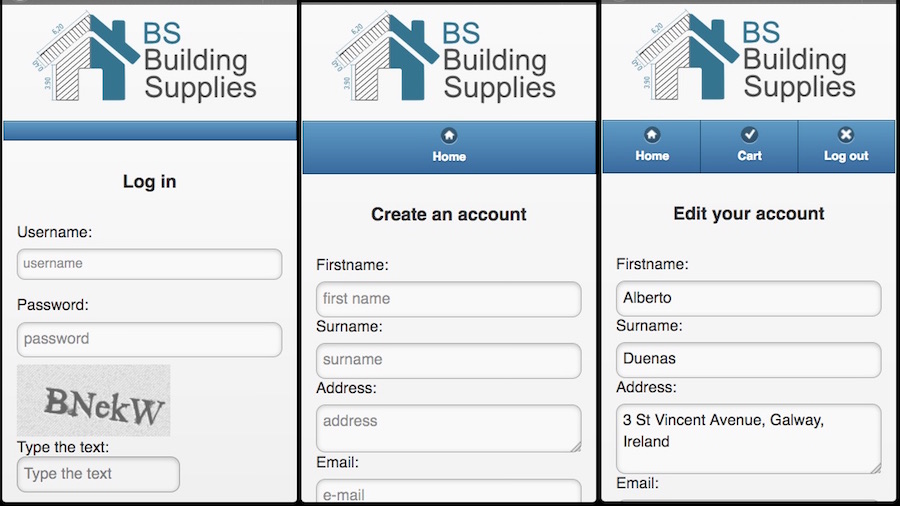 6,20
3,90
BS
Building
Supplies
Log in
Username:
username
Password:
password
BNekW
Type the text:
Type the text
6,20
3,90
BS
Building
Supplies
Home
Create an account
Firstname:
first name
Surname:
surname
Address:
address
Email:
e-mail
6,20
3,90
BS
Building
Supplies
Home
Cart
Log out
Edit your account
Firstname:
Alberto
Surname:
Duenas
Address:
3 St Vincent Avenue, Galway,
Ireland
Email: